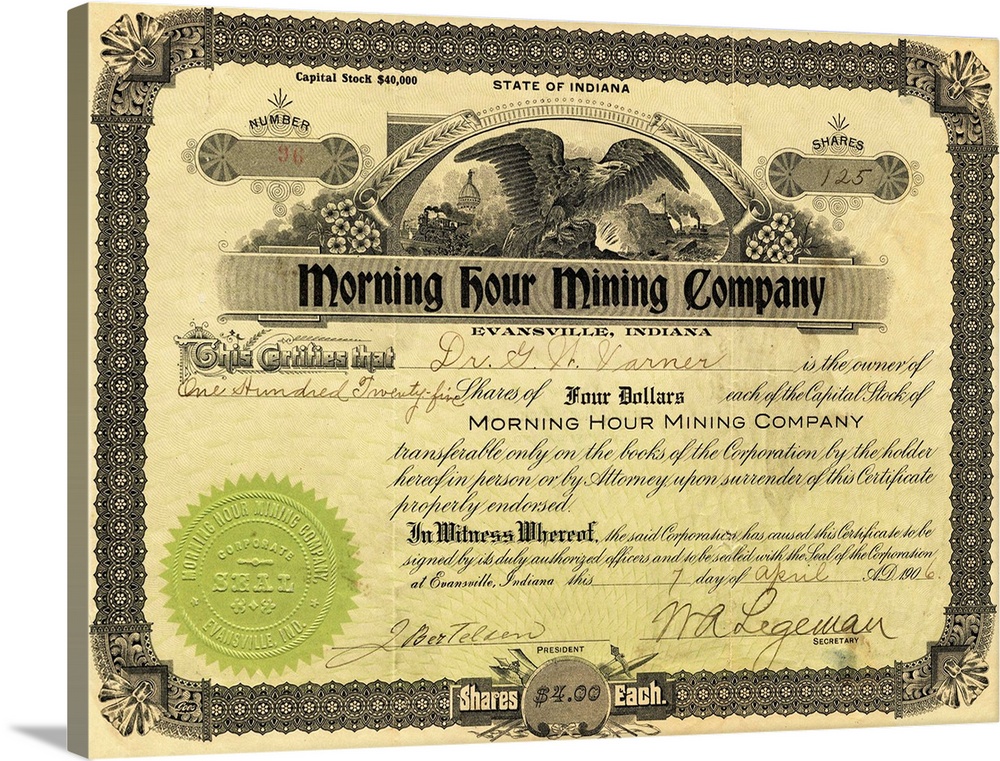 Capital Stock $40,000
STATE OF INDIANA
NUMBER
96
SHARES
125
Morning Hour Mining Company
EVANSVILLE, INDIANA
This Certifies that Dr. G. W. Varner is the owner of
One Hundred Twenty-five Shares of Four Dollars each of the Capital Stock of
MORNING HOUR MINING COMPANY
transferable only on the books of the Corporation by the holder
hereof in person or by Attorney upon surrender of this Certificate
properly endorsed.
In Witness Whereof, the said Corporation has caused this Certificate to be
signed by its duly authorized officers and to be sealed with the Seal of the Corporation
at Evansville, Indiana this 7 day of April A.D. 1906.
MORNING HOUR MINING COMPANY.
CORPORATE
SEAL
EVANSVILLE IND.
J Bertelsen
PRESIDENT
W A Legeman
SECRETARY
Shares $4.00 Each.